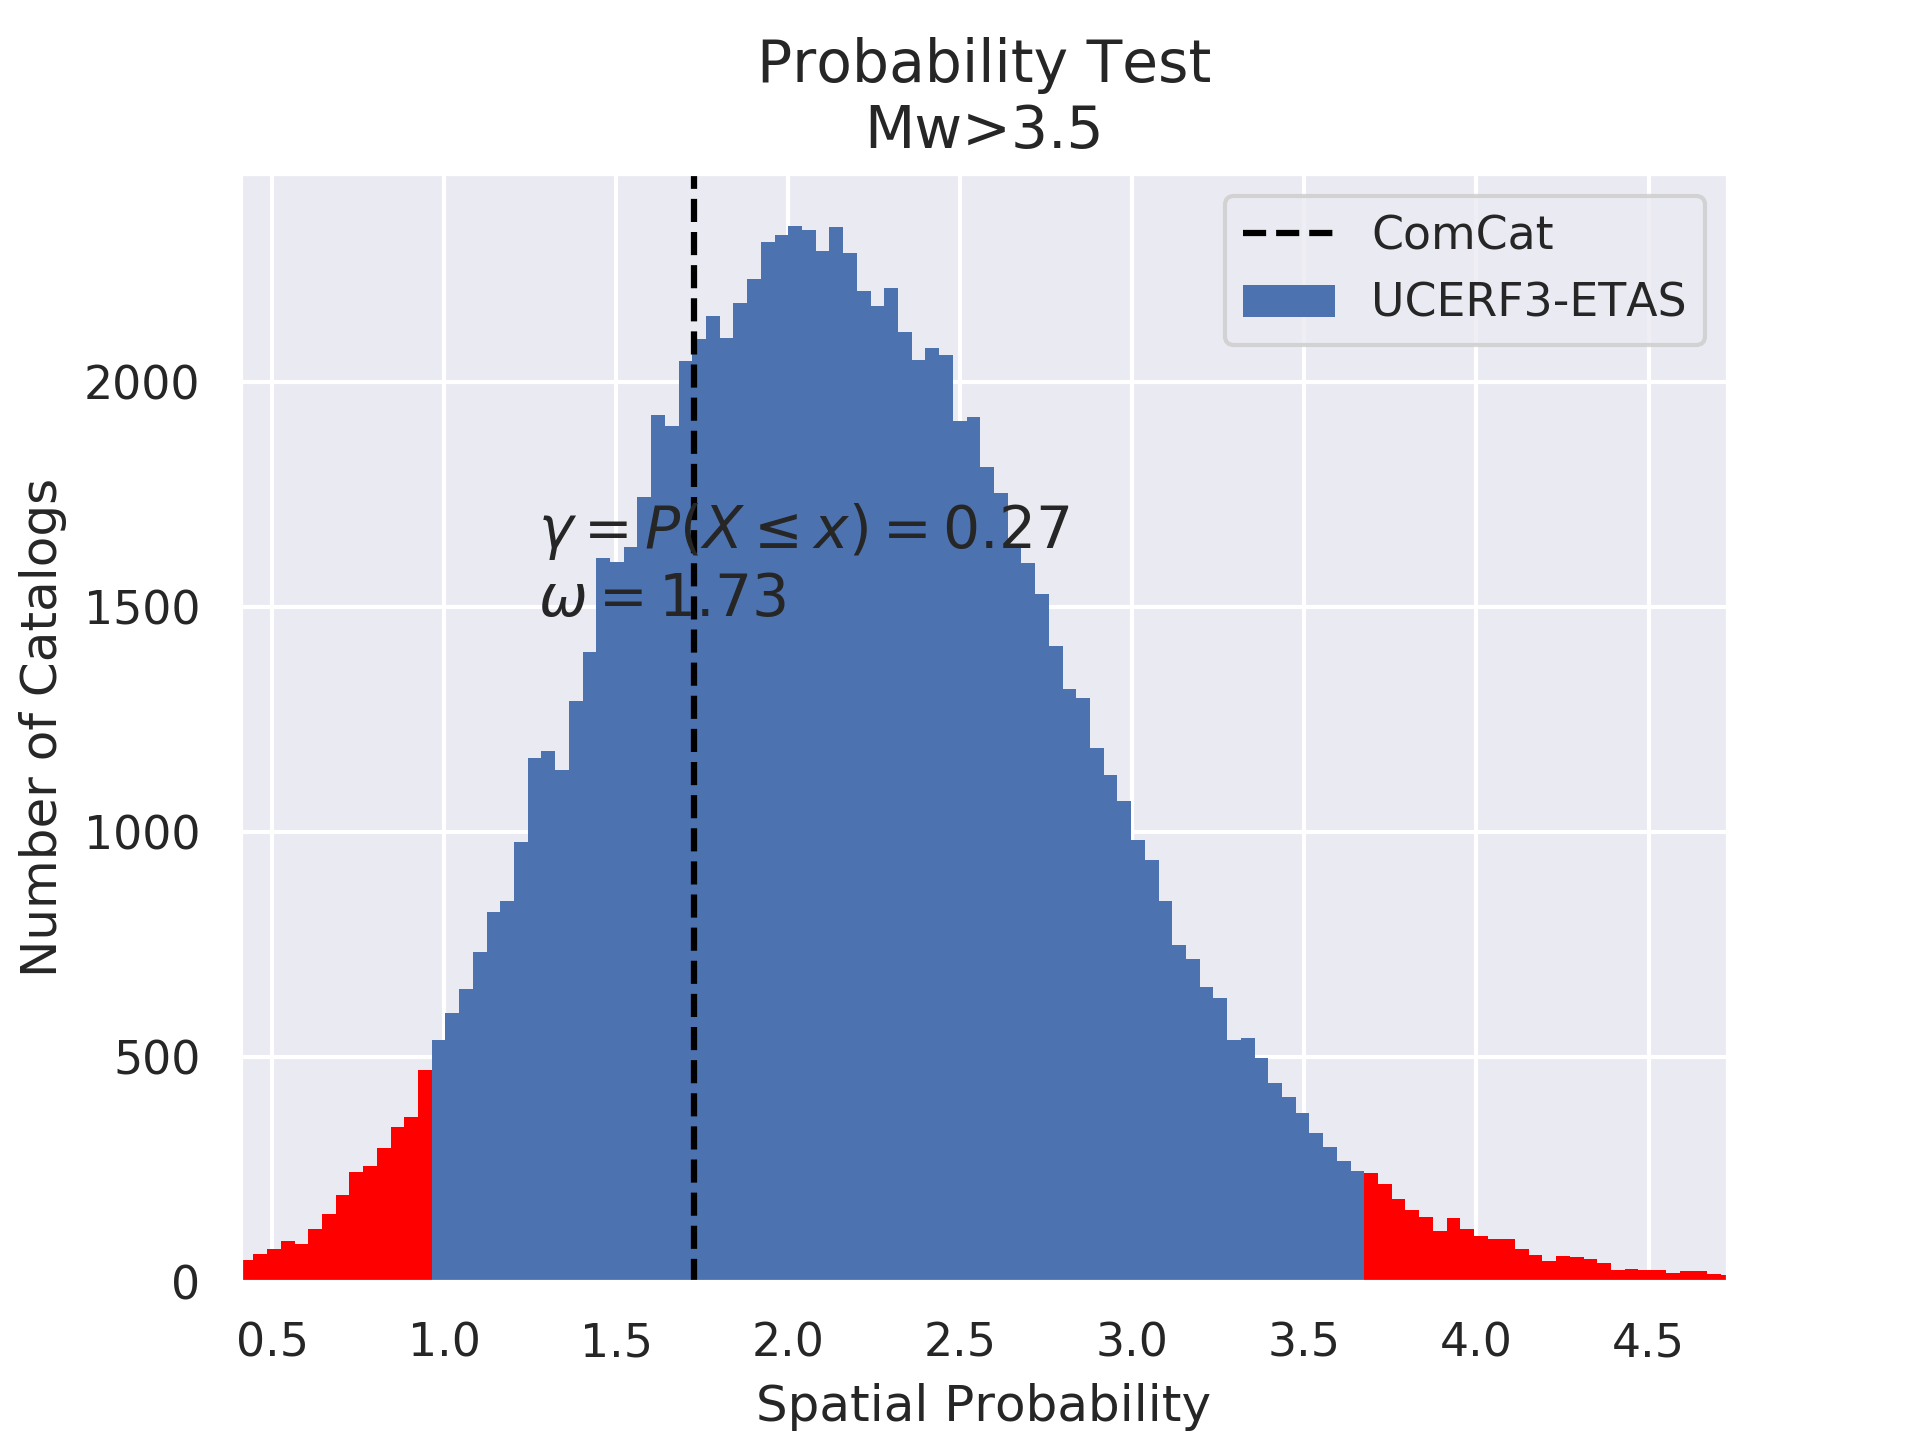 Probability Test
Mw>3.5
ComCat
UCERF3-ETAS
γ = P(X ≤ x) = 0.27
ω = 1.73
Number of Catalogs
2000
1500
1000
500
0
0.5 1.0 1.5 2.0 2.5 3.0 3.5 4.0 4.5
Spatial Probability